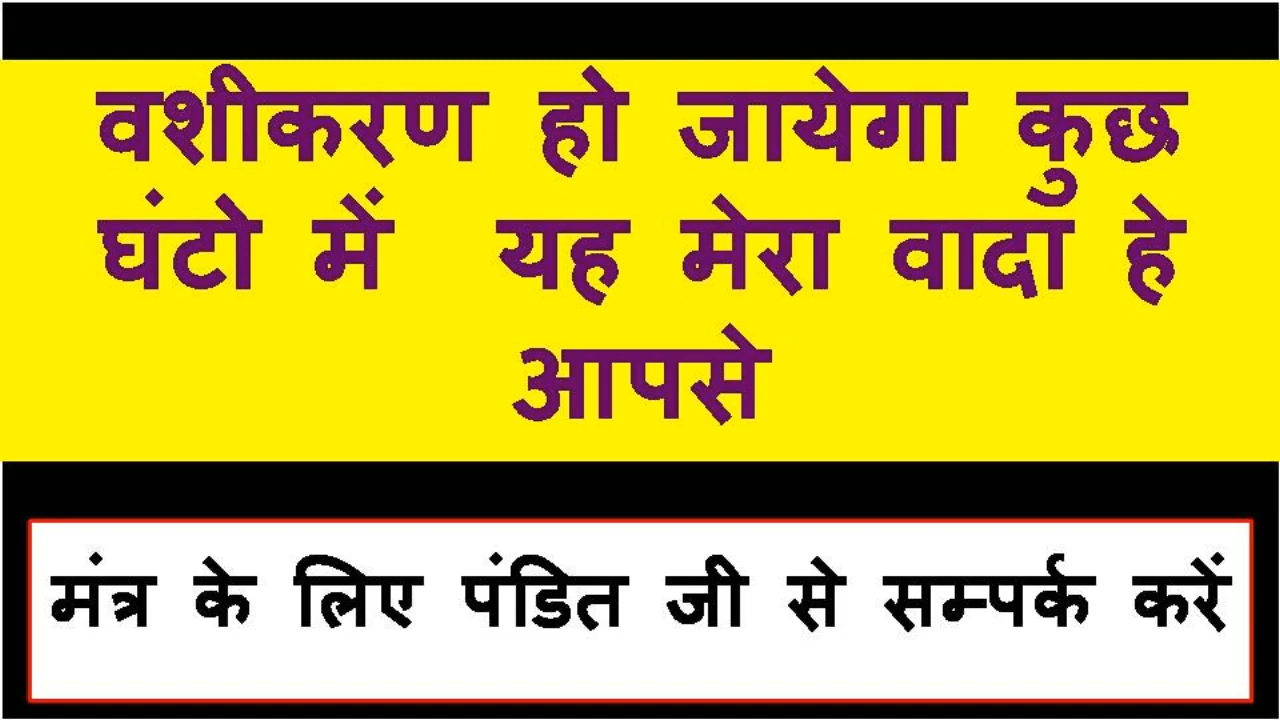 वशीकरण हो जायेगा कुछ
घंटो में यह मेरा वादा हे
आपसे
मंत्र के लिए पंडित जी से सम्पर्क करें